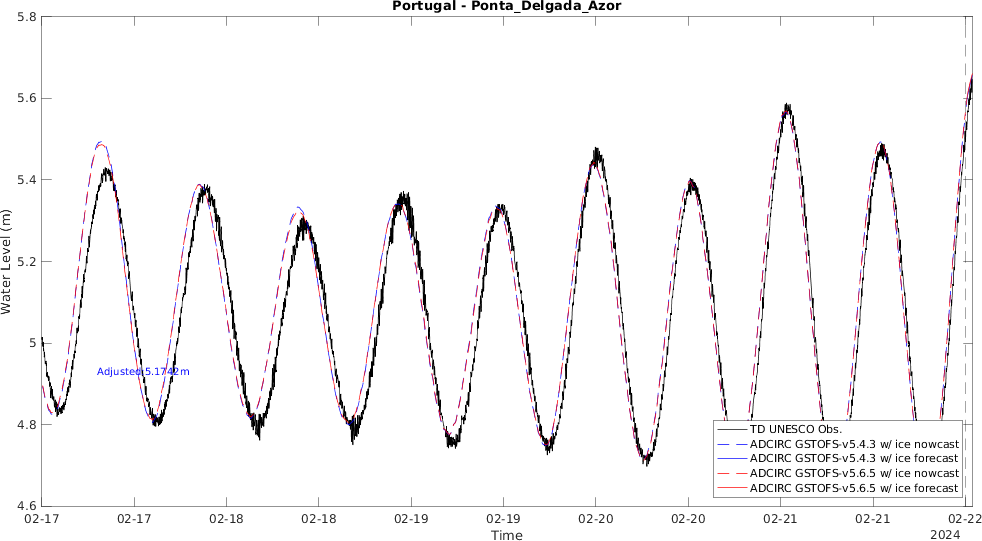 Portugal - Ponta_Delgada_Azor
5.8
5.6
5.4
5.2
5
4.8
4.6
Water Level (m)
Adjusted:5.1742m
TD UNESCO Obs.
ADCIRC GSTOFS-v5.4.3 w/ ice nowcast
ADCIRC GSTOFS-v5.4.3 w/ ice forecast
ADCIRC GSTOFS-v5.6.5 w/ ice nowcast
ADCIRC GSTOFS-v5.6.5 w/ ice forecast
02-17 02-17 02-18 02-18 02-19 02-19 02-20 02-20 02-21 02-21 02-22
Time
2024